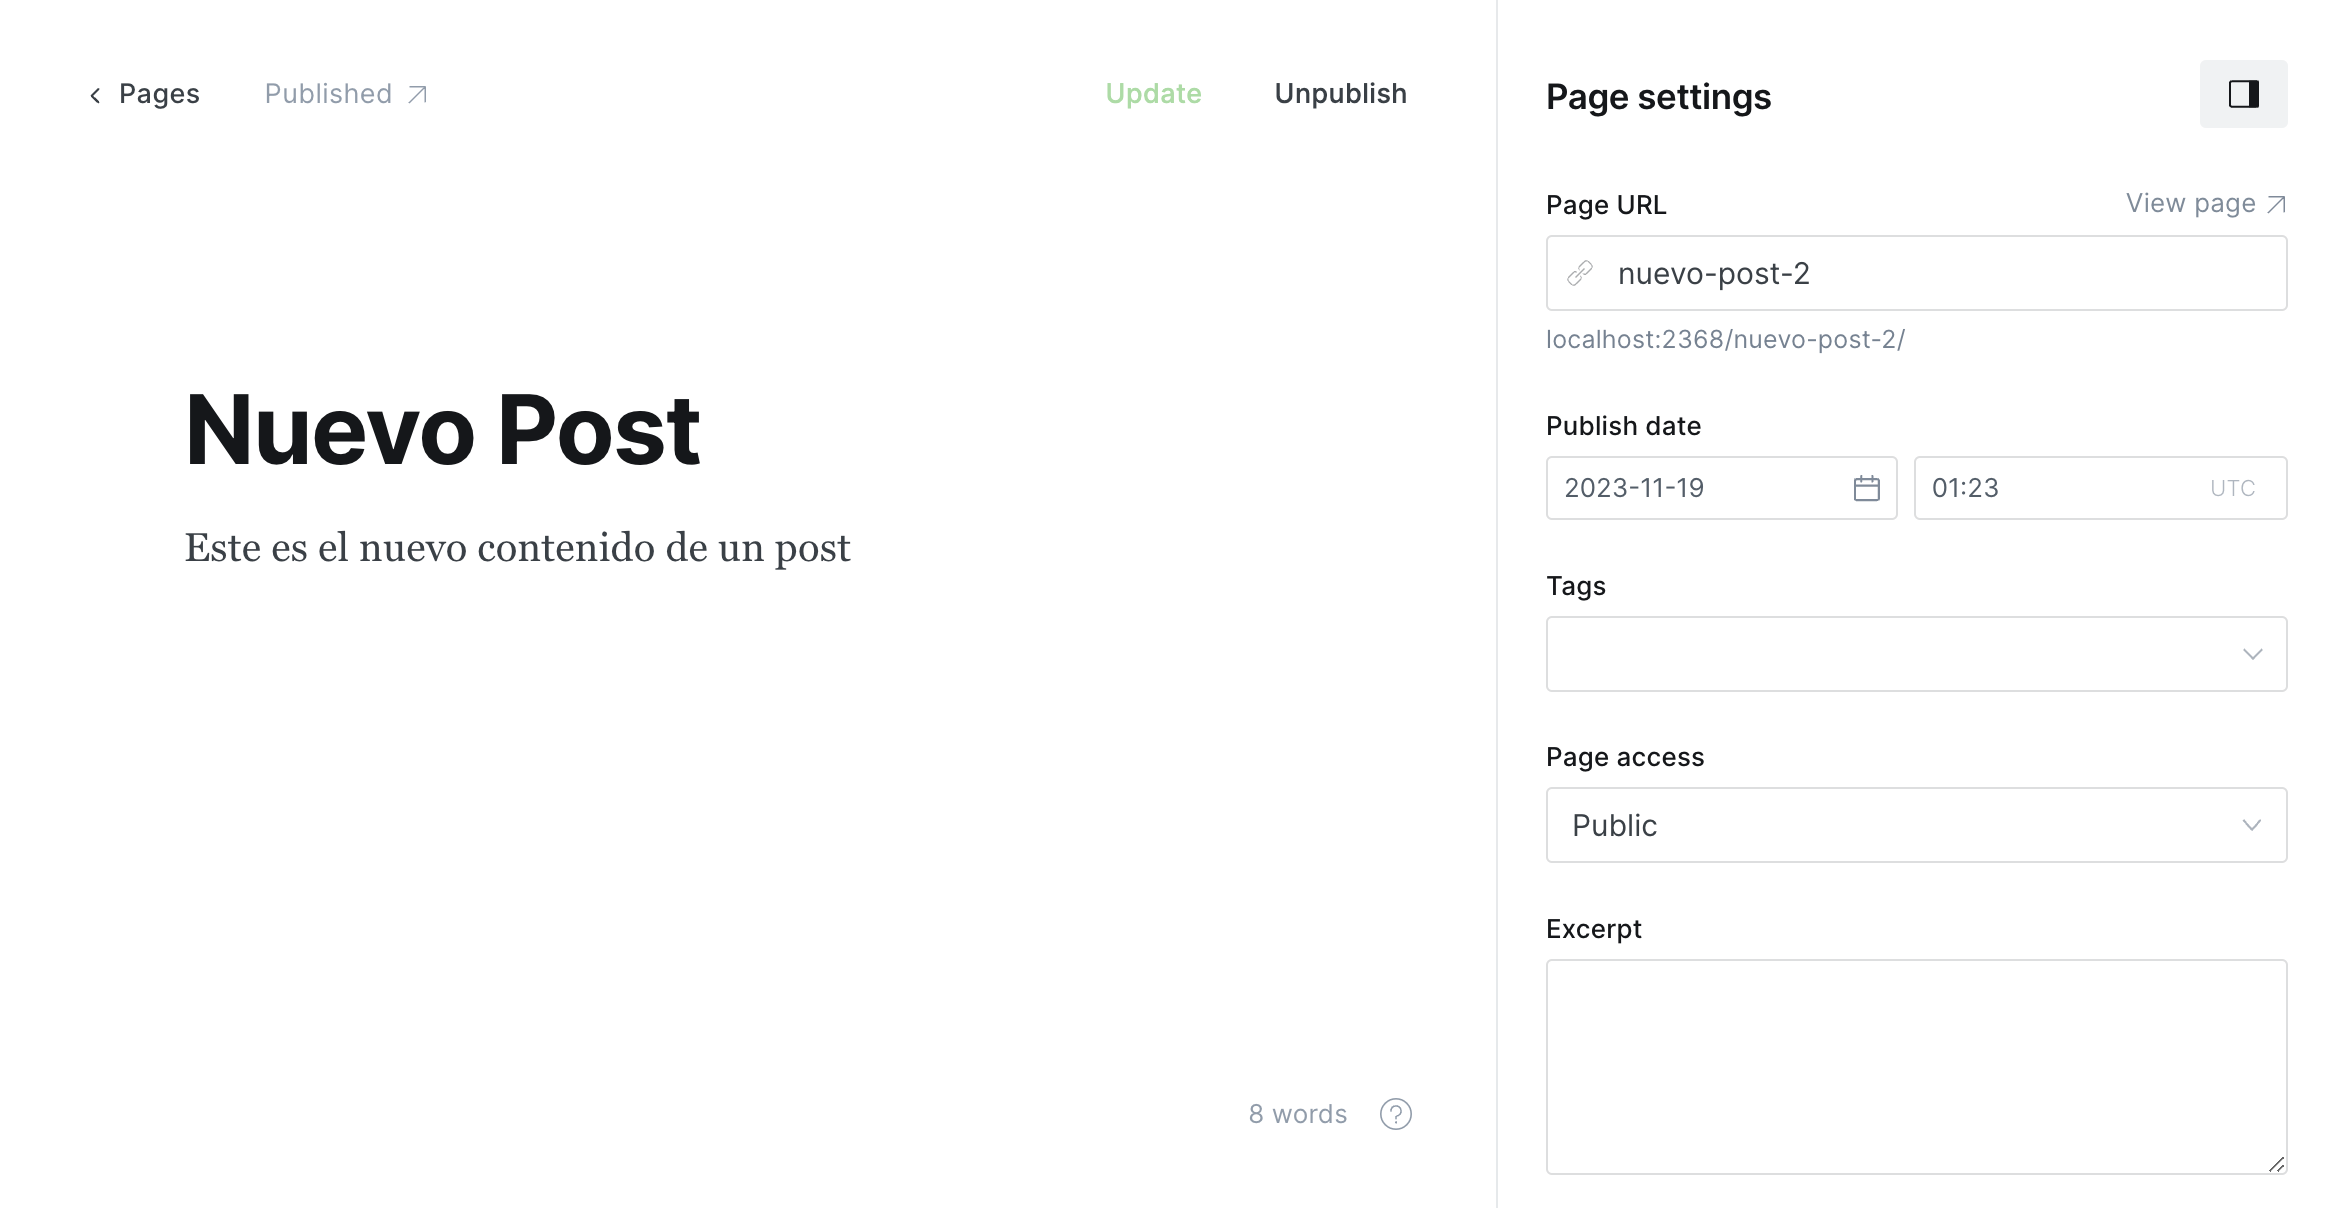 Pages
Published
Update
Unpublish
Nuevo Post
Este es el nuevo contenido de un post
8 words
?
Page settings
Page URL
View page
nuevo-post-2
localhost:2368/nuevo-post-2/
Publish date
2023-11-19
01:23 UTC
Tags
Page access
Public
Excerpt